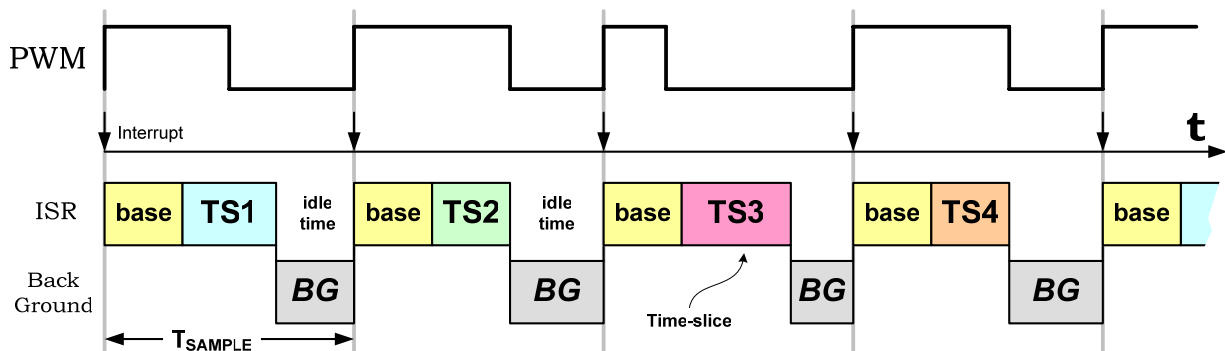 PWM
Interrupt
t
ISR
base TS1 idle time base TS2 idle time base TS3 base TS4 base
Back Ground
BG BG BG BG
Time-slice
TSAMPLE